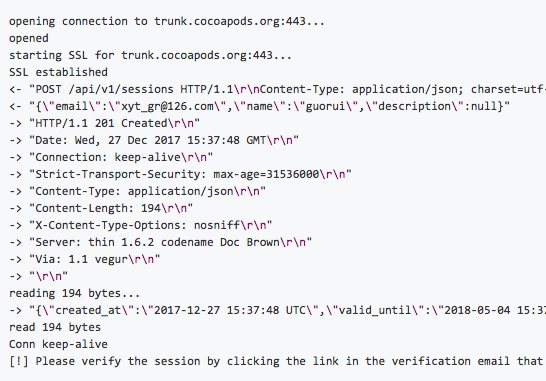 opening connection to trunk.cocoapods.org:443...
opened
starting SSL for trunk.cocoapods.org:443...
SSL established
<- "POST /api/v1/sessions HTTP/1.1\r\nContent-Type: application/json; charset=utf-
<- "{\"email\":\"xyt_gr@126.com\",\"name\":\"guorui\",\"description\":null}"
-> "HTTP/1.1 201 Created\r\n"
-> "Date: Wed, 27 Dec 2017 15:37:48 GMT\r\n"
-> "Connection: keep-alive\r\n"
-> "Strict-Transport-Security: max-age=31536000\r\n"
-> "Content-Type: application/json\r\n"
-> "Content-Length: 194\r\n"
-> "X-Content-Type-Options: nosniff\r\n"
-> "Server: thin 1.6.2 codename Doc Brown\r\n"
-> "Via: 1.1 vegur\r\n"
-> "\r\n"
reading 194 bytes...
-> "{\"created_at\":\"2017-12-27 15:37:48 UTC\",\"valid_until\":\"2018-05-04 15:37
read 194 bytes
Conn keep-alive
[!] Please verify the session by clicking the link in the verification email that